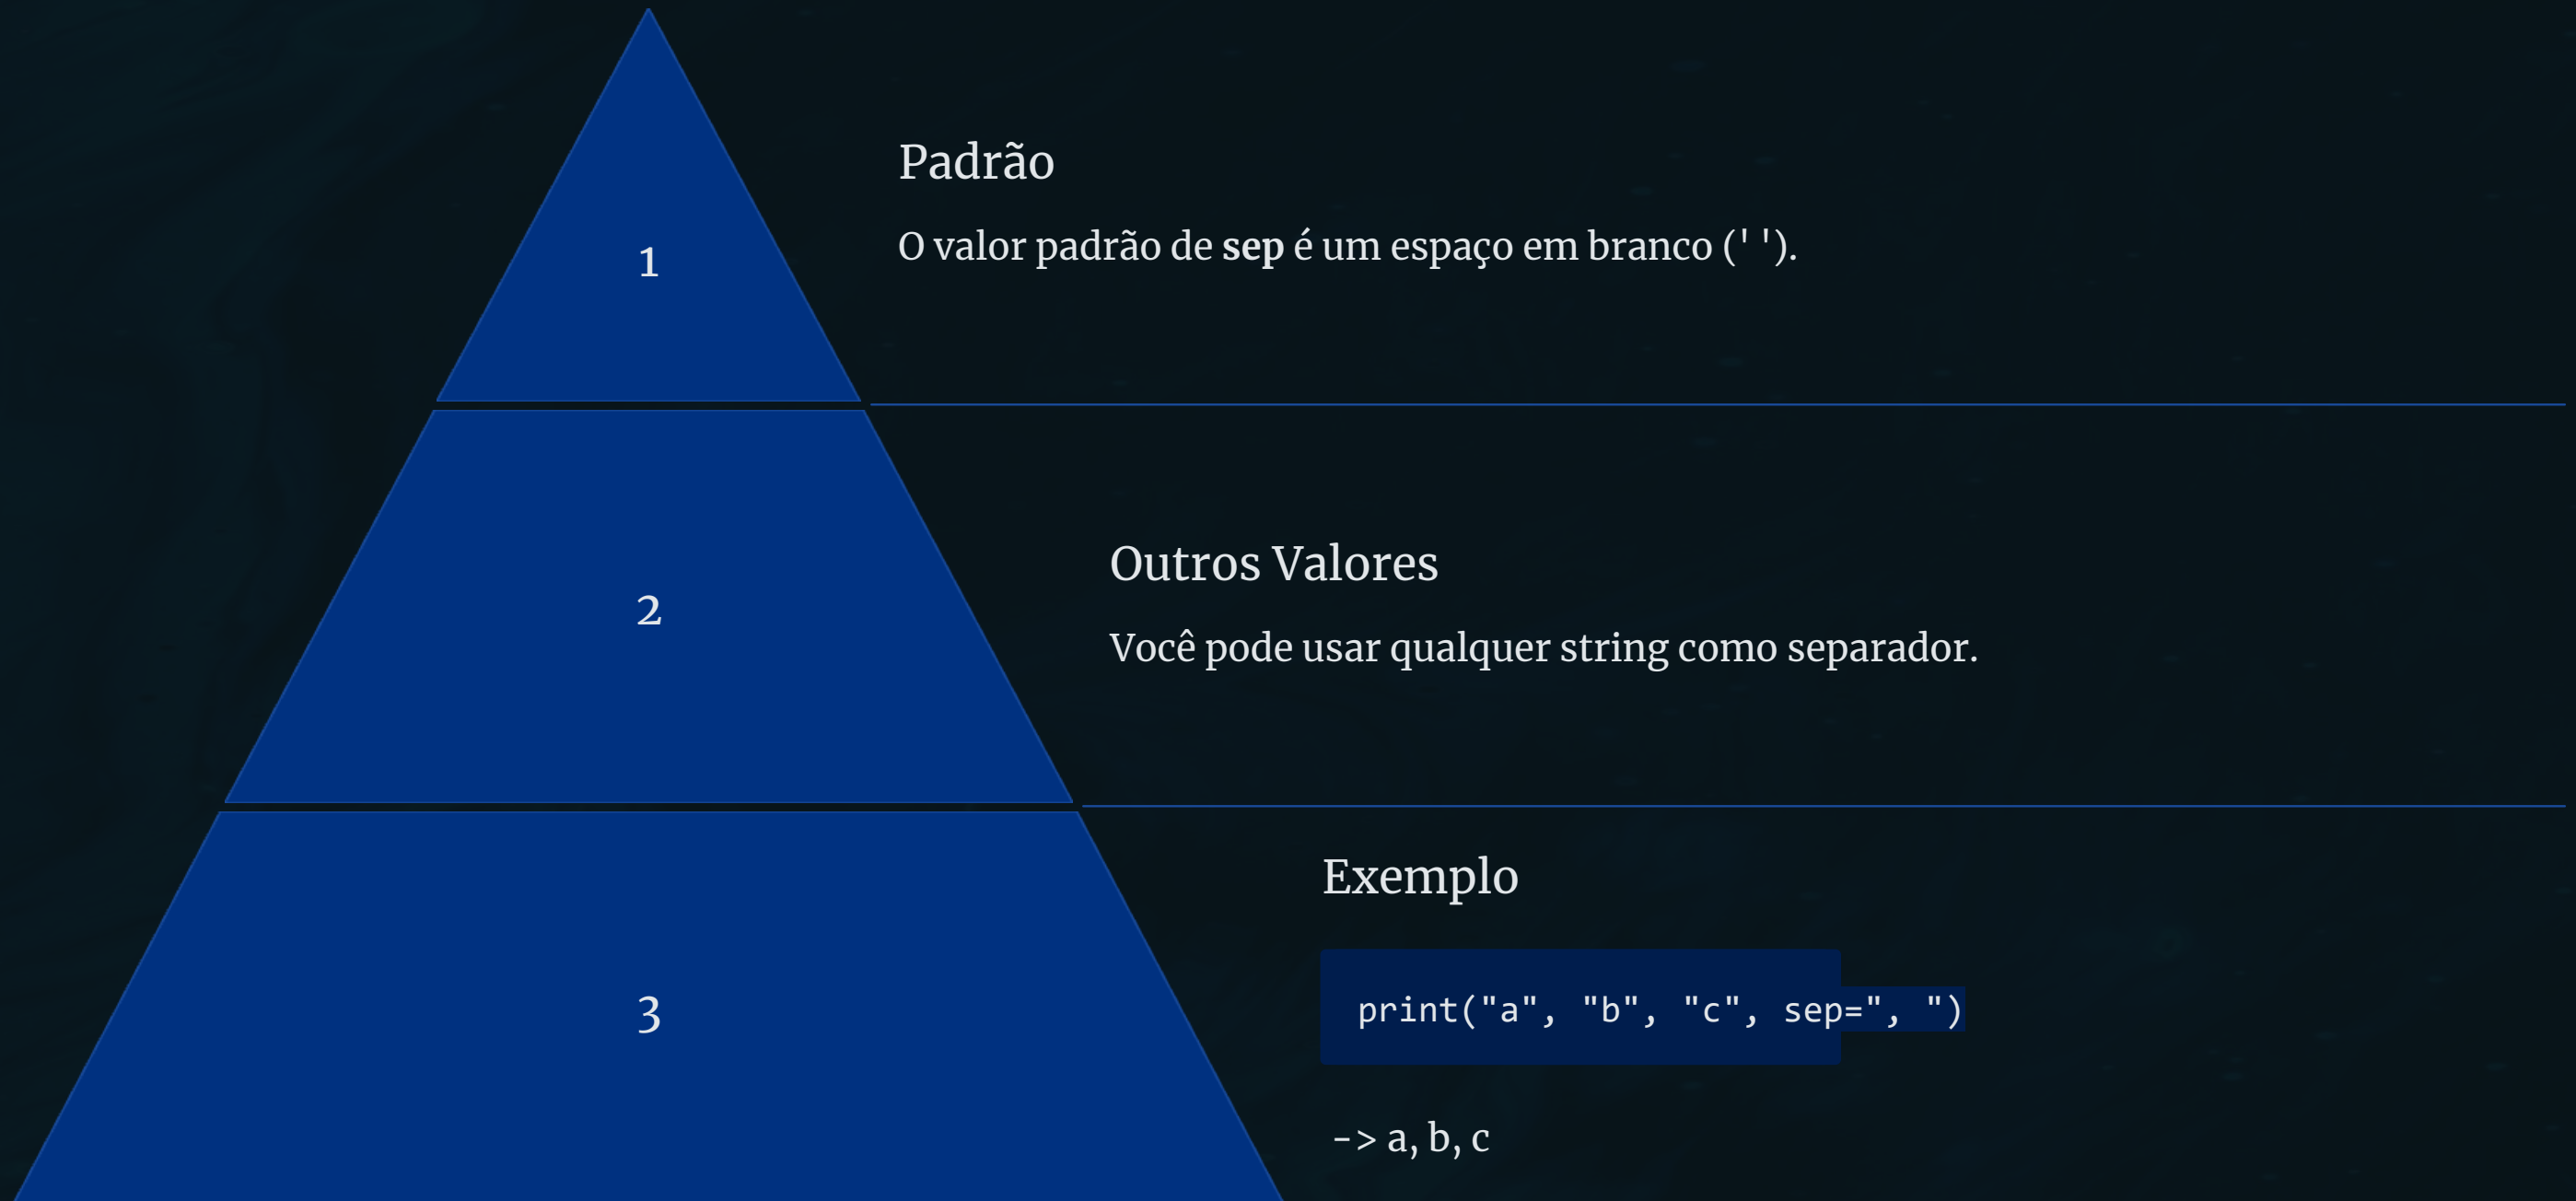 1
Padrão
O valor padrão de sep é um espaço em branco (' ').
2
Outros Valores
Você pode usar qualquer string como separador.
3
Exemplo
print("a", "b", "c", sep=", ")
-> a, b, c